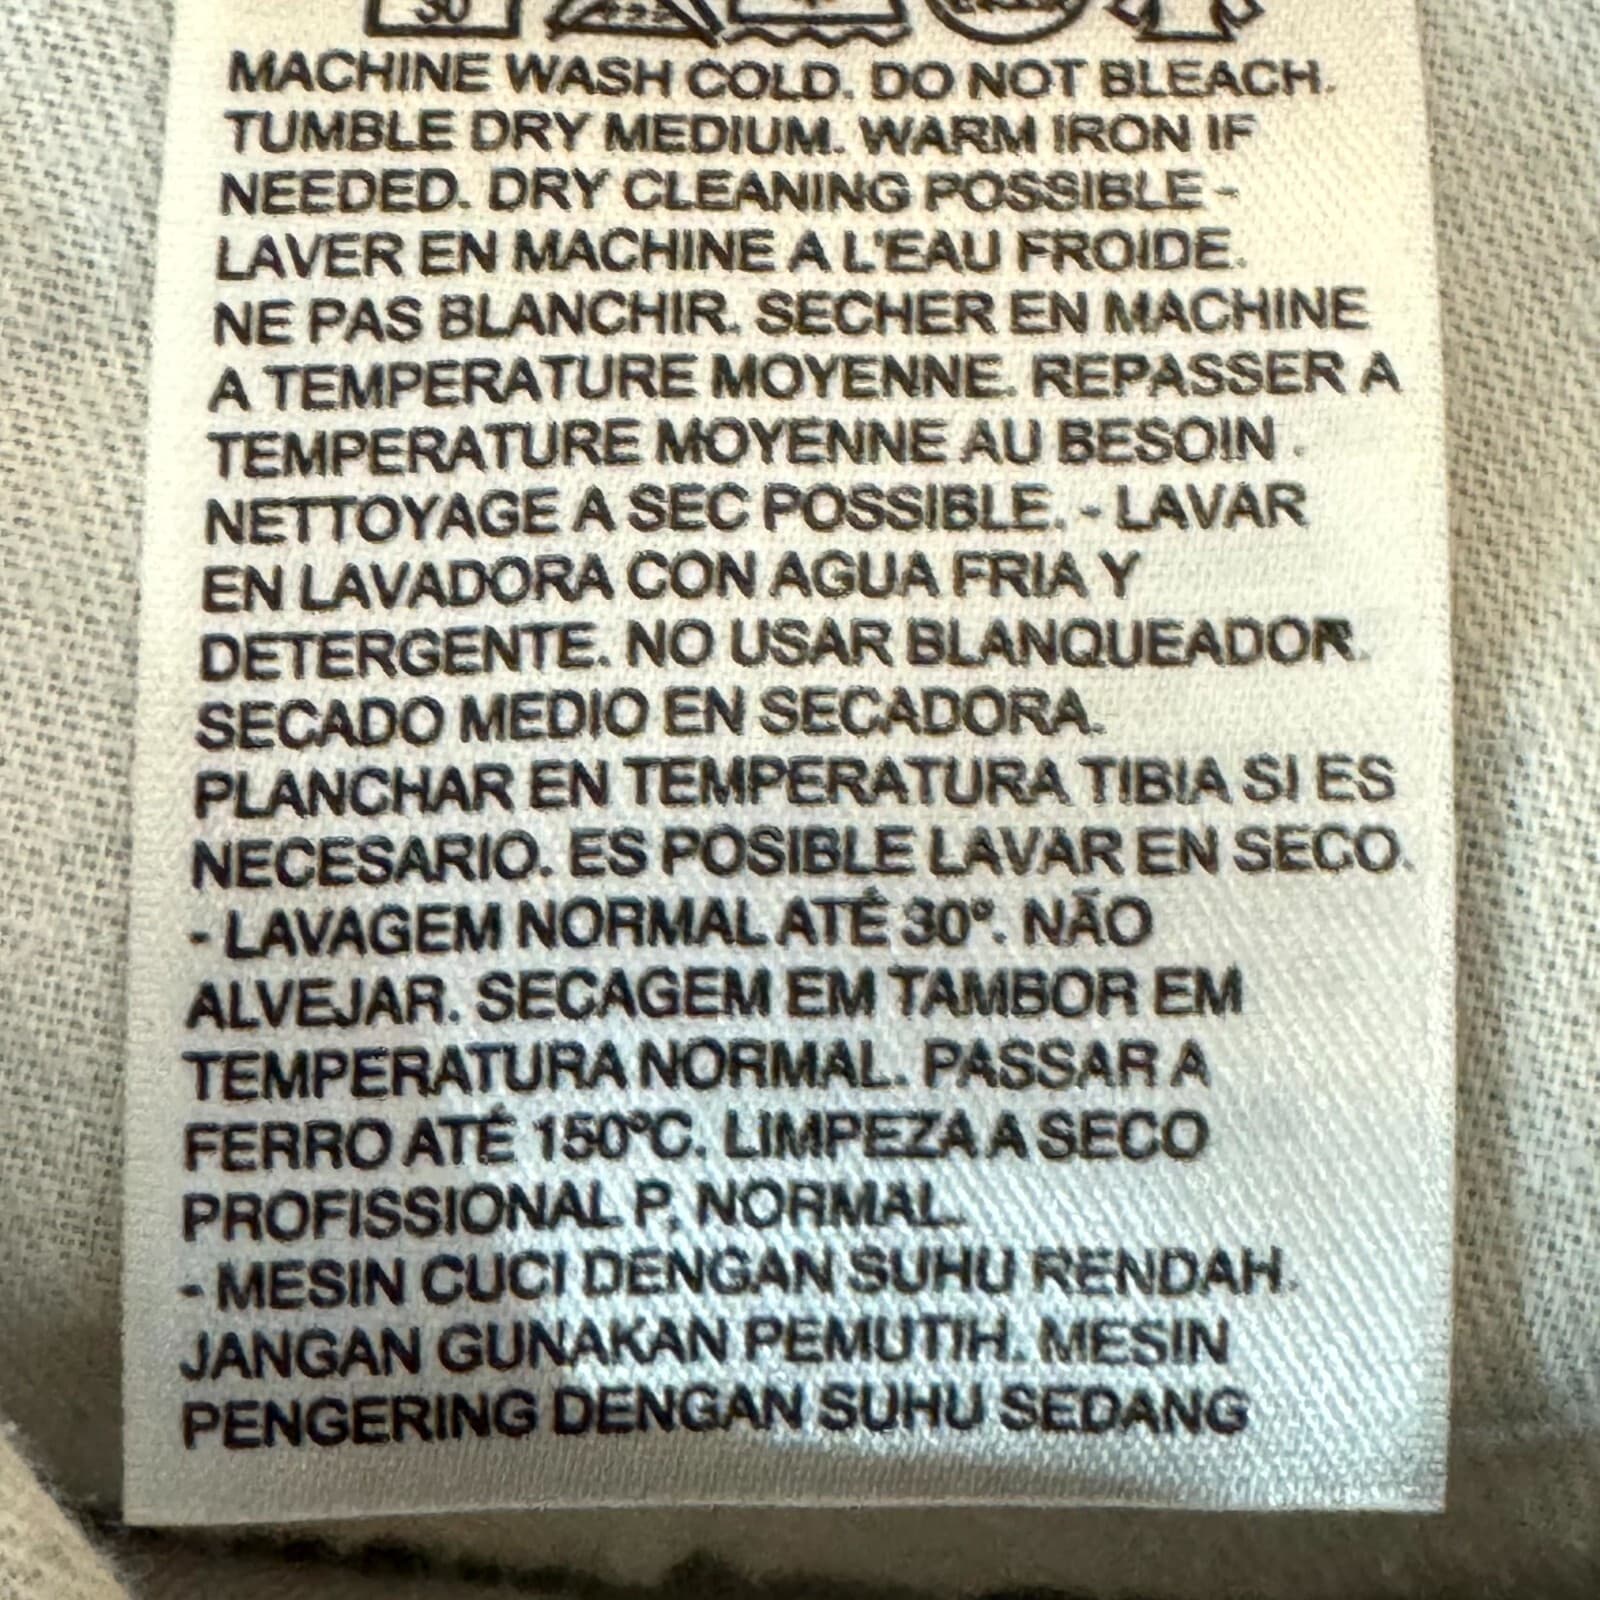 30
MACHINE WASH COLD. DO NOT BLEACH.
TUMBLE DRY MEDIUM. WARM IRON IF
NEEDED. DRY CLEANING POSSIBLE -
LAVER EN MACHINE A L'EAU FROIDE.
NE PAS BLANCHIR. SECHER EN MACHINE
A TEMPERATURE MOYENNE. REPASSER A
TEMPERATURE MOYENNE AU BESOIN .
NETTOYAGE A SEC POSSIBLE. - LAVAR
EN LAVADORA CON AGUA FRIA Y
DETERGENTE. NO USAR BLANQUEADOR.
SECADO MEDIO EN SECADORA.
PLANCHAR EN TEMPERATURA TIBIA SI ES
NECESARIO. ES POSIBLE LAVAR EN SECO.
- LAVAGEM NORMAL ATÉ 30°. NÃO
ALVEJAR. SECAGEM EM TAMBOR EM
TEMPERATURA NORMAL. PASSAR A
FERRO ATÉ 150°C. LIMPEZA A SECO
PROFISSIONAL P. NORMAL.
- MESIN CUCI DENGAN SUHU RENDAH.
JANGAN GUNAKAN PEMUTIH. MESIN
PENGERING DENGAN SUHU SEDANG